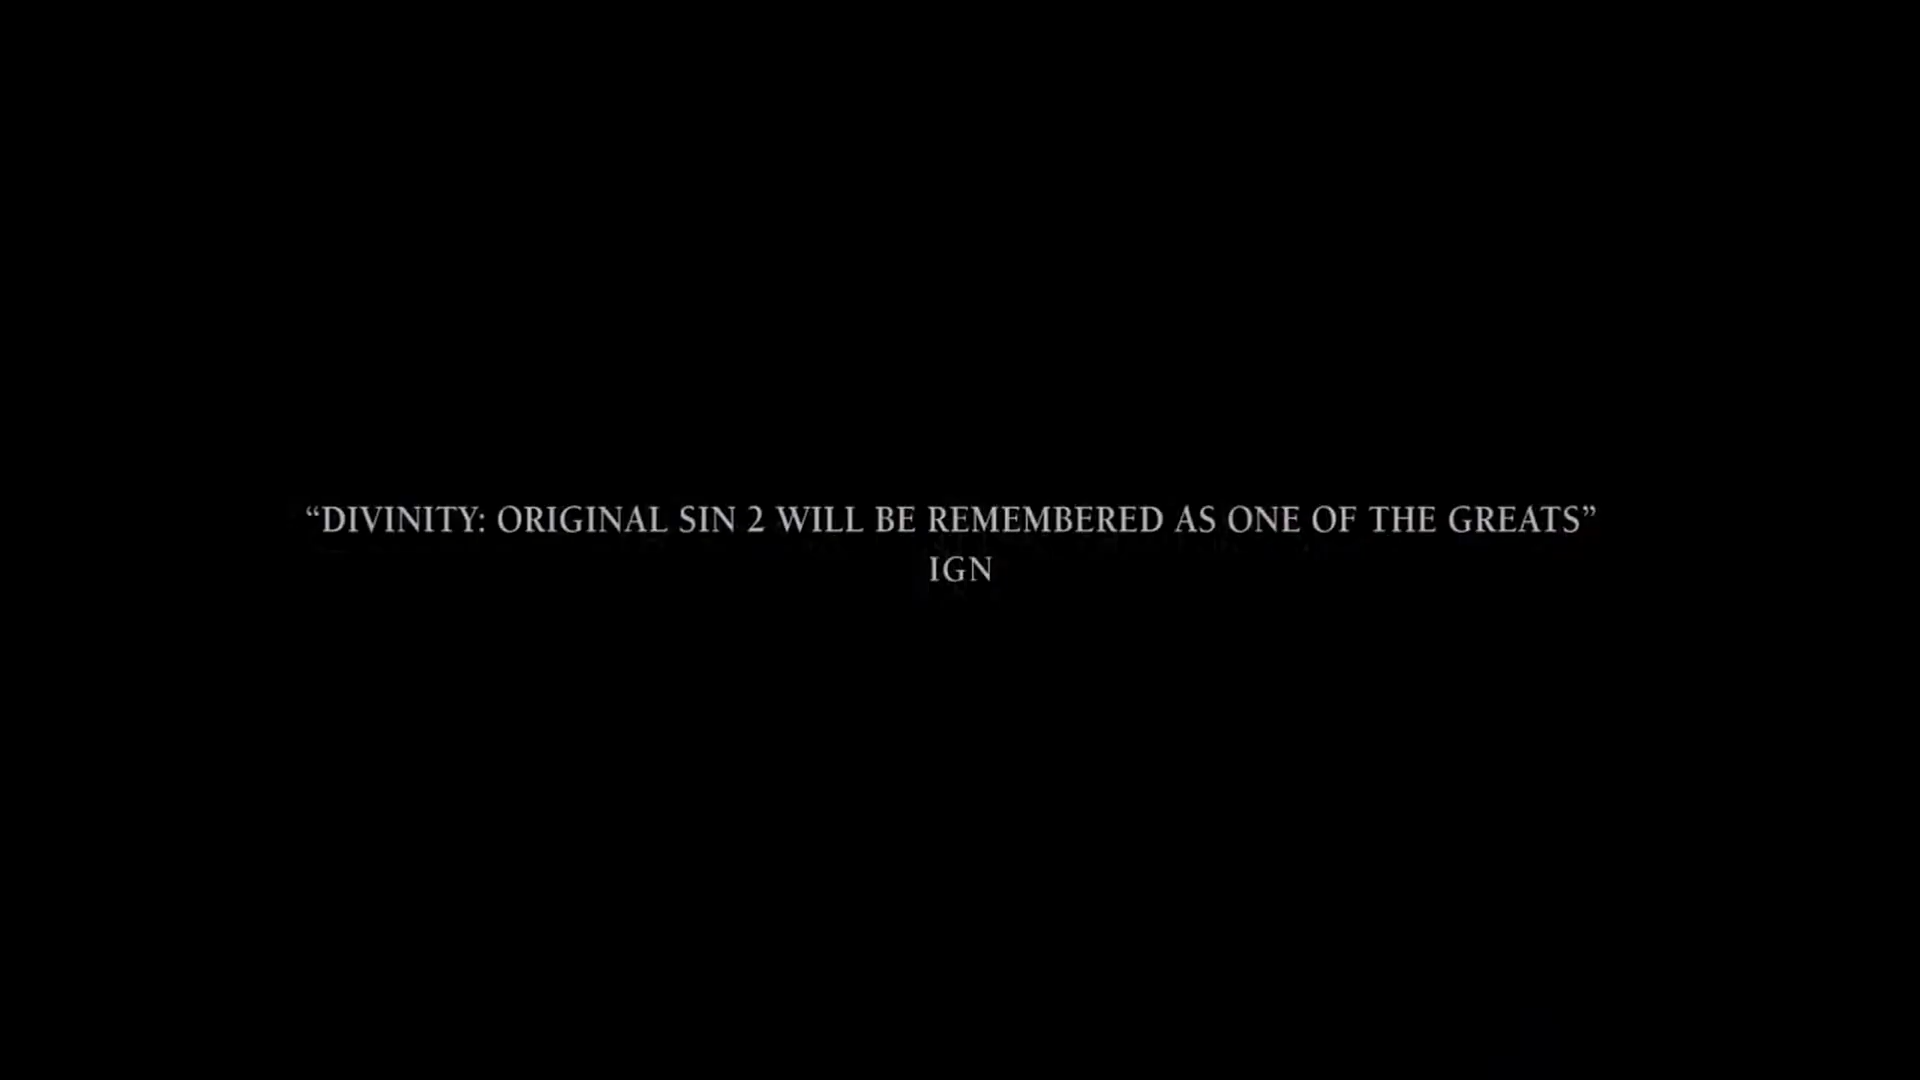 “DIVINITY: ORIGINAL SIN 2 WILL BE REMEMBERED AS ONE OF THE GREATS”
IGN